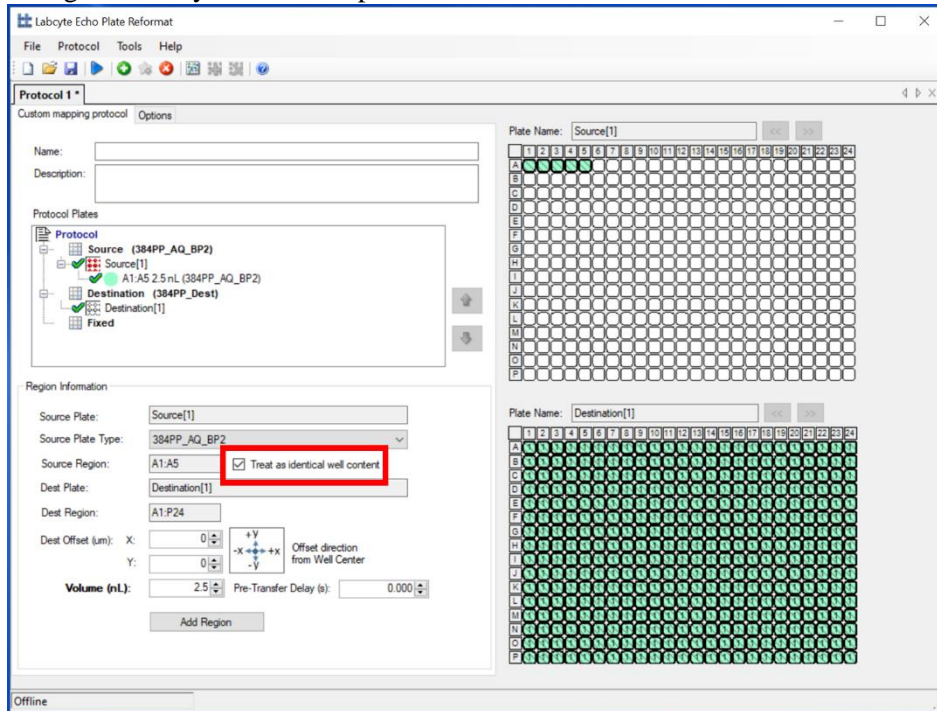 Labcyte Echo Plate Reformat
File Protocol Tools Help
Protocol 1 *
Custom mapping protocol Options
Name:
Description:
Protocol Plates
Protocol
Source (384PP_AQ_BP2)
Source[1]
A1:A5 2.5 nL (384PP_AQ_BP2)
Destination (384PP_Dest)
Destination[1]
Fixed
Region Information
Source Plate: Source[1]
Source Plate Type: 384PP_AQ_BP2
Source Region: A1:A5 Treat as identical well content
Dest Plate: Destination[1]
Dest Region: A1:P24
Dest Offset (um): X: 0
Y: 0
+y
-x +x
-y
Offset direction
from Well Center
Volume (nL): 2.5 Pre-Transfer Delay (s): 0.000
Add Region
Plate Name: Source[1] << >>
1 2 3 4 5 6 7 8 9 10 11 12 13 14 15 16 17 18 19 20 21 22 23 24
A
B
C
D
E
F
G
H
I
J
K
L
M
N
O
P
Plate Name: Destination[1] << >>
1 2 3 4 5 6 7 8 9 10 11 12 13 14 15 16 17 18 19 20 21 22 23 24
A
B
C
D
E
F
G
H
I
J
K
L
M
N
O
P
Offline